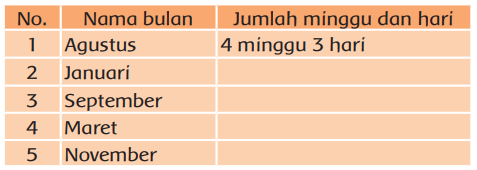 No. Nama bulan Jumlah minggu dan hari
1 Agustus 4 minggu 3 hari
2 Januari
3 September
4 Maret
5 November